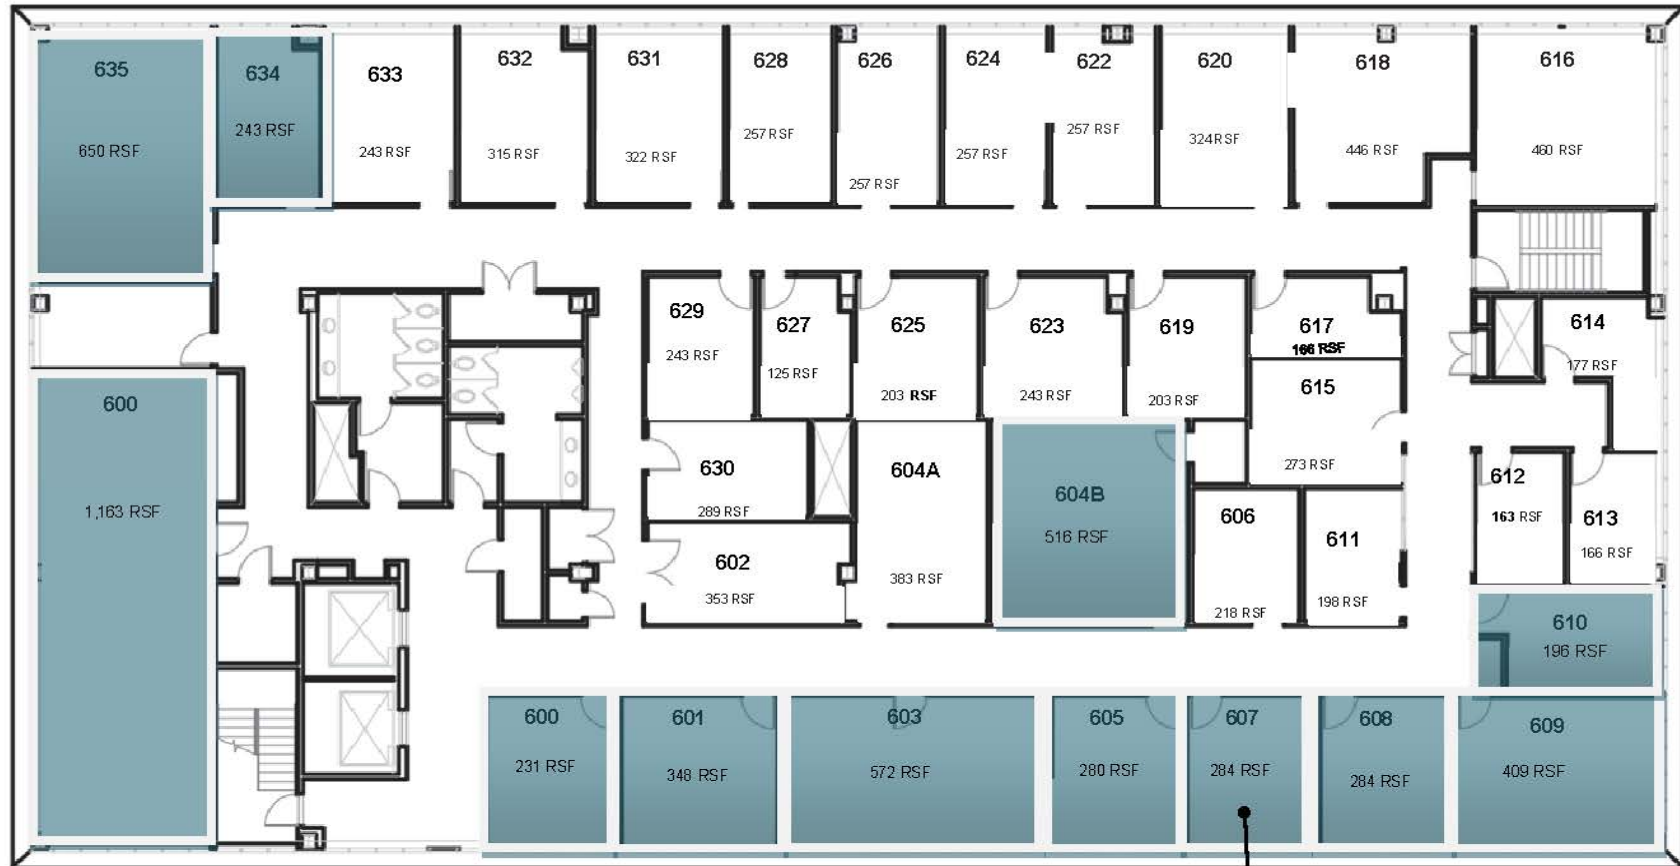 635
650 RSF
634
243 RSF
633
243 RSF
632
315 RSF
631
322 RSF
628
257 RSF
626
257 RSF
624
257 RSF
622
257 RSF
620
324 RSF
618
446 RSF
616
460 RSF
629
243 RSF
627
125 RSF
625
203 RSF
623
243 RSF
619
203 RSF
617
166 RSF
615
273 RSF
614
177 RSF
600
1,163 RSF
630
289 RSF
604A
383 RSF
604B
516 RSF
606
218 RSF
611
198 RSF
612
163 RSF
613
166 RSF
602
353 RSF
610
196 RSF
600
231 RSF
601
348 RSF
603
572 RSF
605
280 RSF
607
284 RSF
608
284 RSF
609
409 RSF